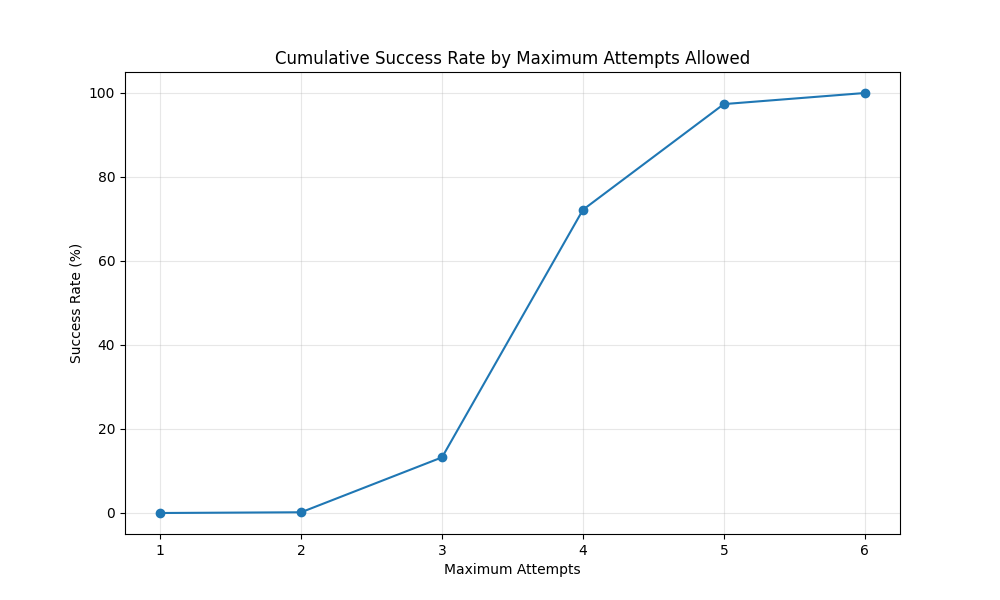 Cumulative Success Rate by Maximum Attempts Allowed
100
80
60
40
20
0
Success Rate (%)
1 2 3 4 5 6
Maximum Attempts